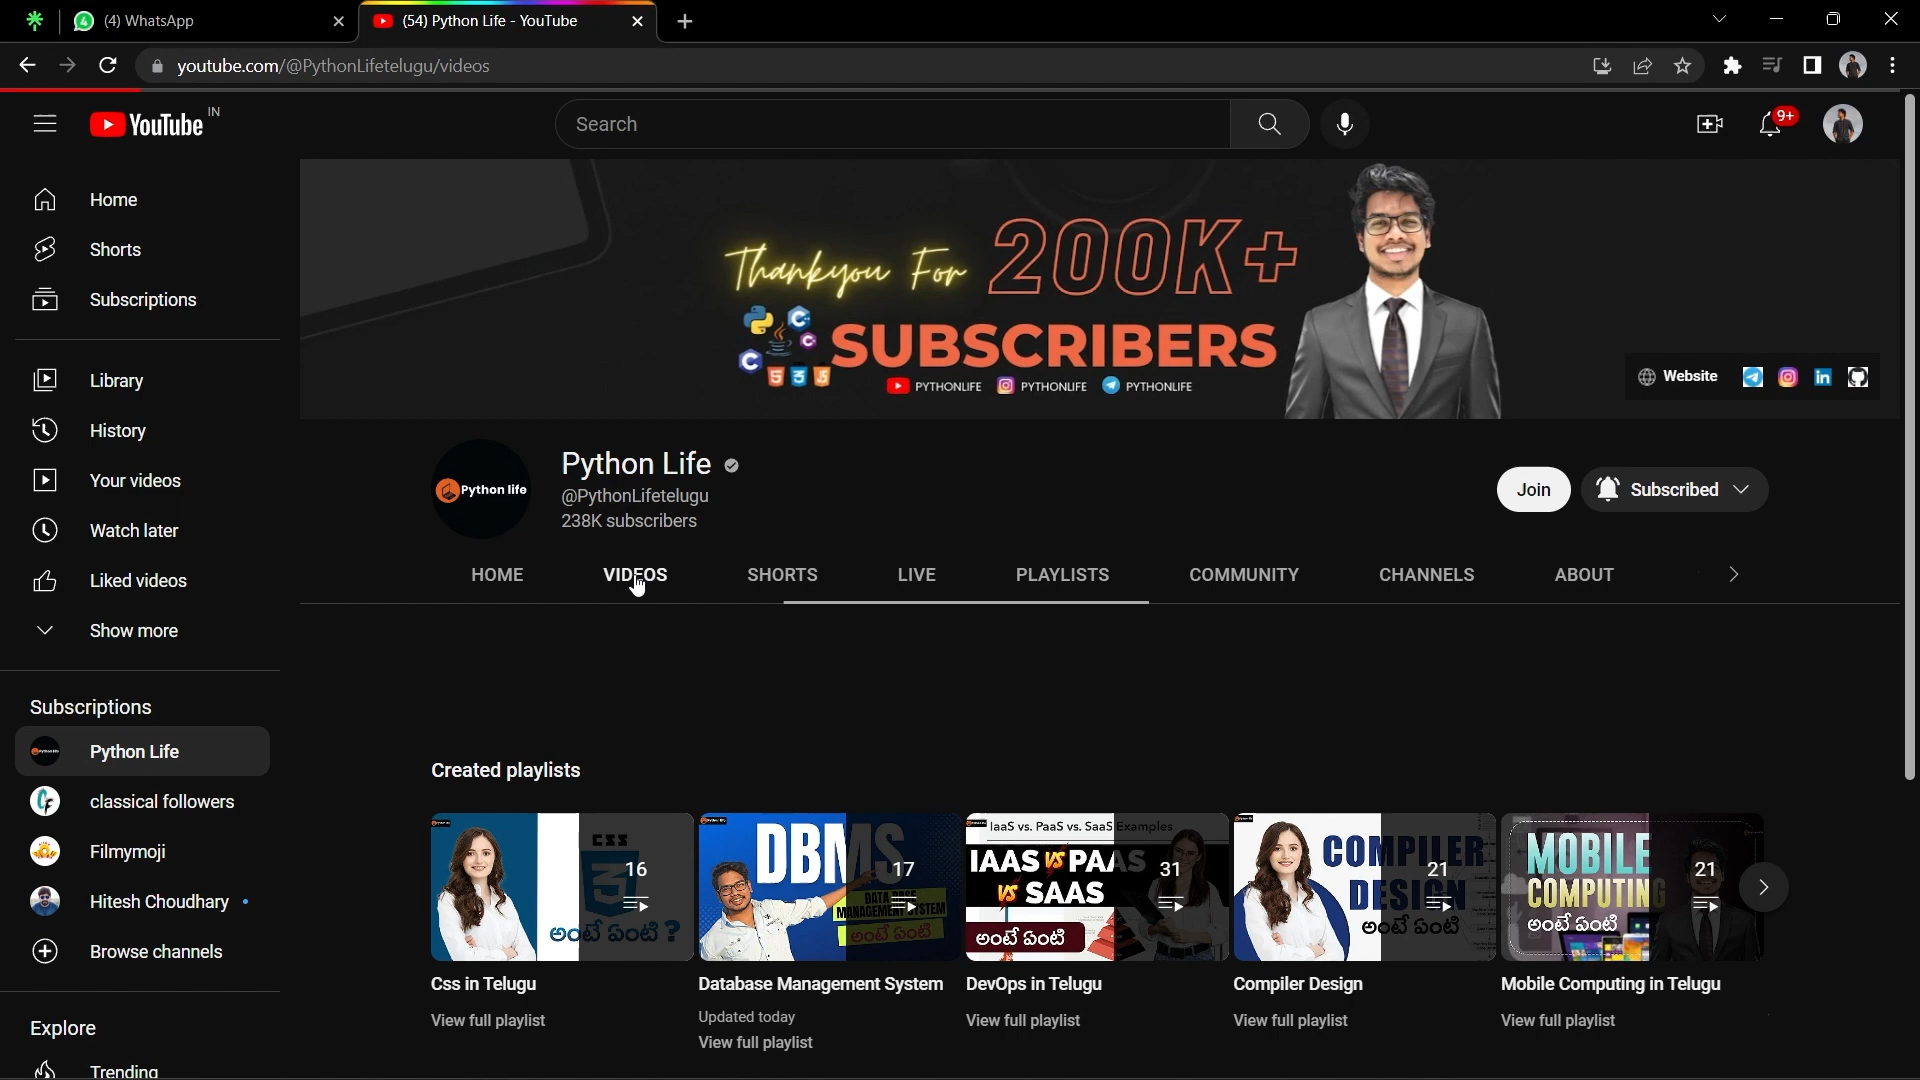 (4) WhatsApp
(54) Python Life - YouTube
youtube.com/@PythonLifetelugu/videos
YouTube IN
Search
9+
Home
Shorts
Subscriptions
Library
History
Your videos
Watch later
Liked videos
Show more
Subscriptions
Python Life
classical followers
Filmymoji
Hitesh Choudhary
Browse channels
Explore
Trending
Thankyou For 200K+
SUBSCRIBERS
PYTHONLIFE PYTHONLIFE PYTHONLIFE
Website
Python life
Python Life
@PythonLifetelugu
238K subscribers
Join
Subscribed
HOME VIDEOS SHORTS LIVE PLAYLISTS COMMUNITY CHANNELS ABOUT
Created playlists
CSS
16
అంటే ఏంటి ?
Css in Telugu
View full playlist
DBMS
17
DATA BASE
MANAGEMENT SYSTEM
అంటే ఏంటి
Database Management System
Updated today
View full playlist
IaaS vs. PaaS vs. SaaS Examples
IAAS VS PAAS
VS SAAS
31
అంటే ఏంటి
DevOps in Telugu
View full playlist
COMPILER
DESIGN
21
అంటే ఏంటి
Compiler Design
View full playlist
MOBILE
COMPUTING
21
అంటే ఏంటి
Mobile Computing in Telugu
View full playlist